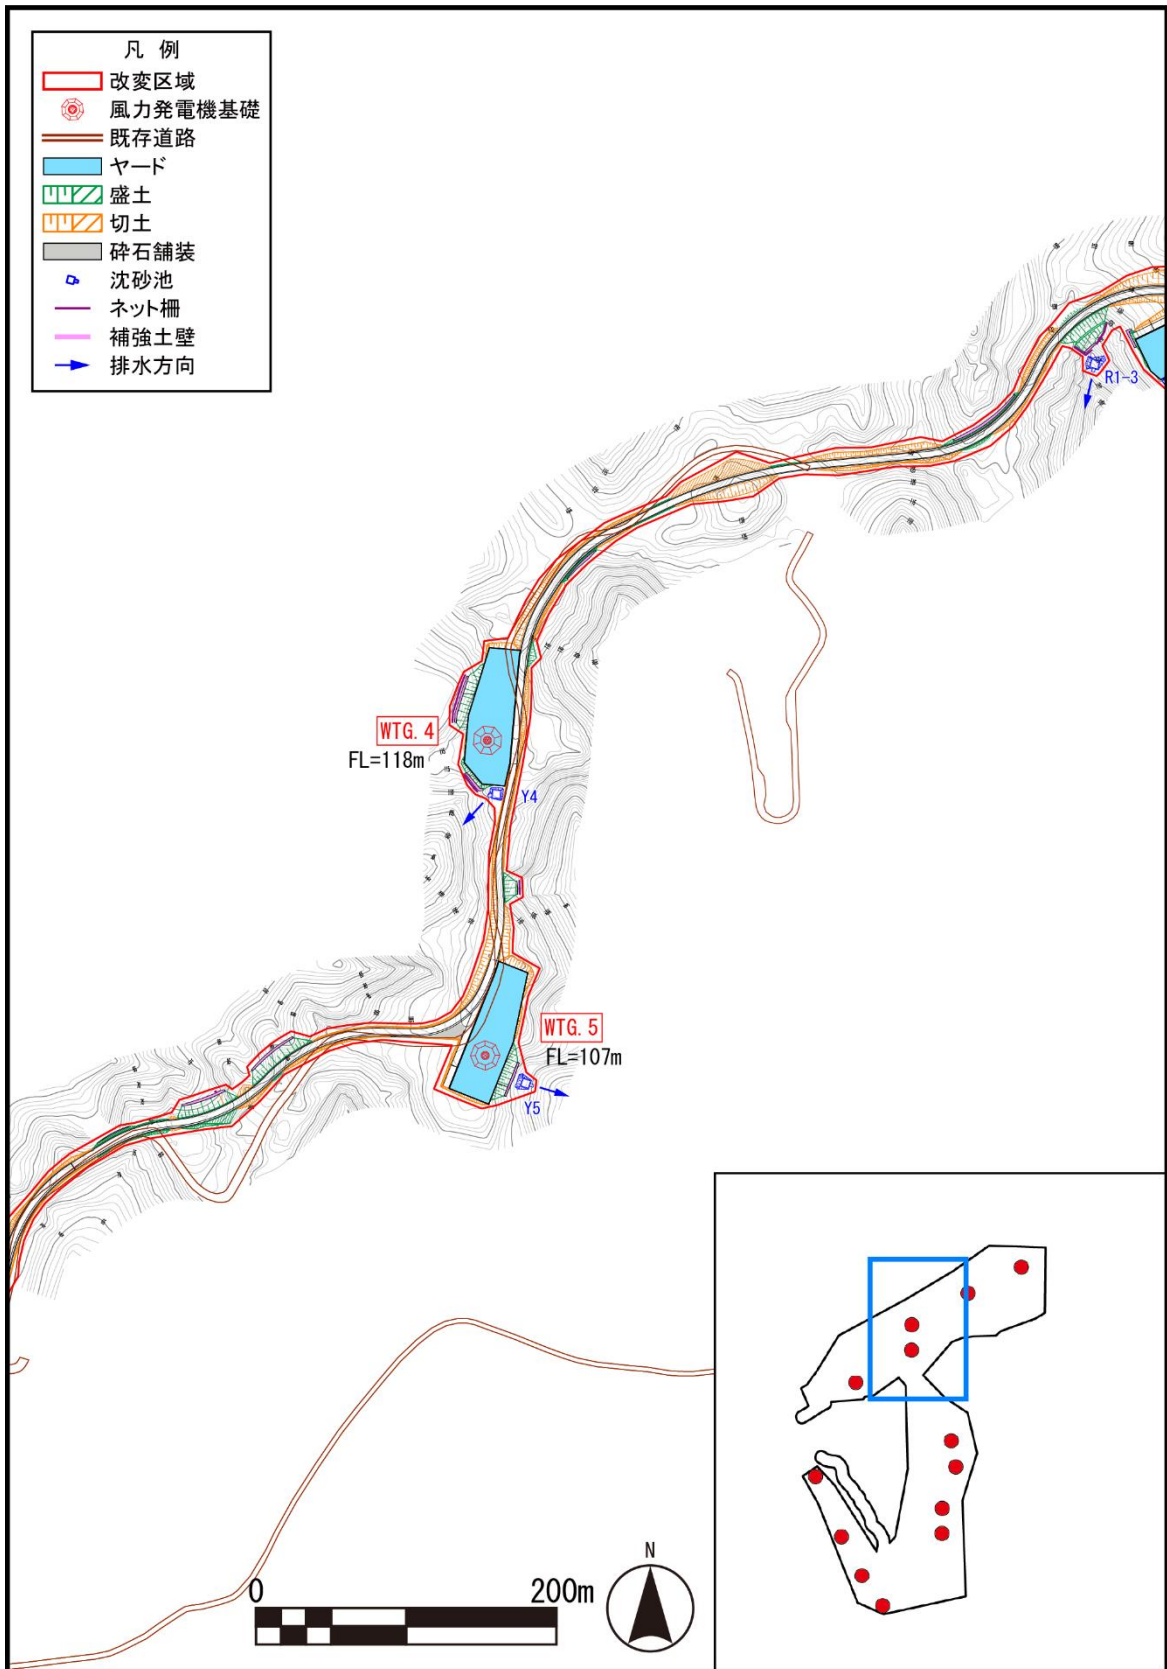 凡 例
改変区域
風力発電機基礎
既存道路
ヤード
盛土
切土
砕石舗装
沈砂池
ネット柵
補強土壁
排水方向
R1-3
WTG. 4
FL=118m
Y4
WTG. 5
FL=107m
Y5
0 200m
N